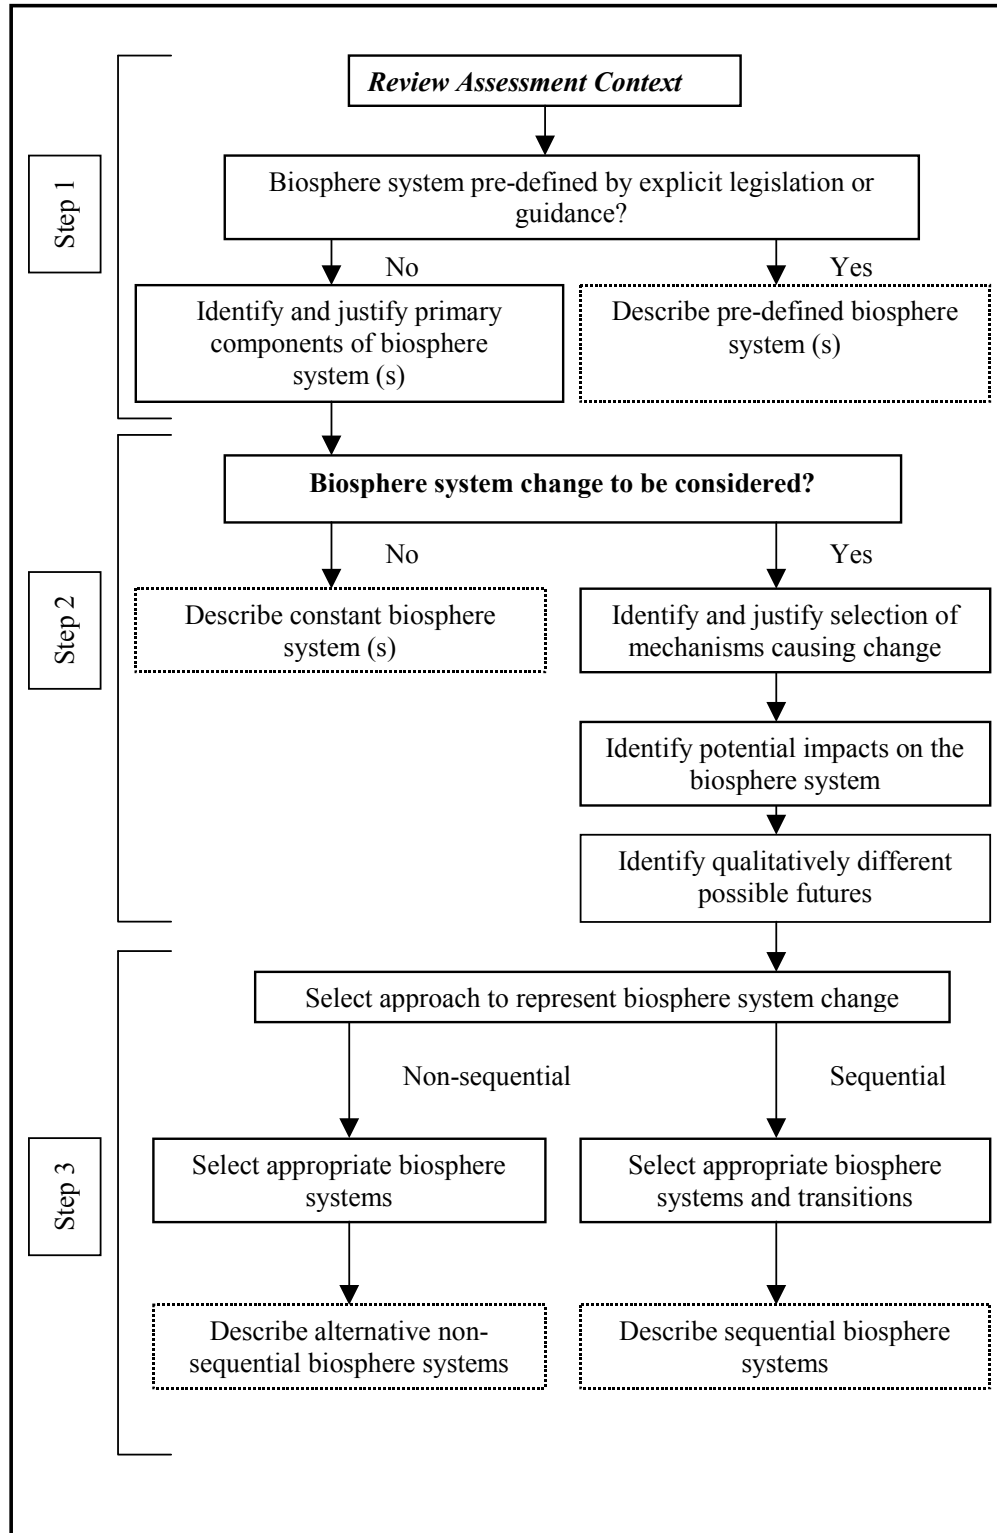 Review Assessment Context
Step 1
Biosphere system pre-defined by explicit legislation or
guidance?
No
Yes
Identify and justify primary
components of biosphere
system (s)
Describe pre-defined biosphere
system (s)
Step 2
Biosphere system change to be considered?
No
Yes
Describe constant biosphere
system (s)
Identify and justify selection of
mechanisms causing change
Identify potential impacts on the
biosphere system
Identify qualitatively different
possible futures
Step 3
Select approach to represent biosphere system change
Non-sequential
Sequential
Select appropriate biosphere
systems
Select appropriate biosphere
systems and transitions
Describe alternative non-
sequential biosphere systems
Describe sequential biosphere
systems